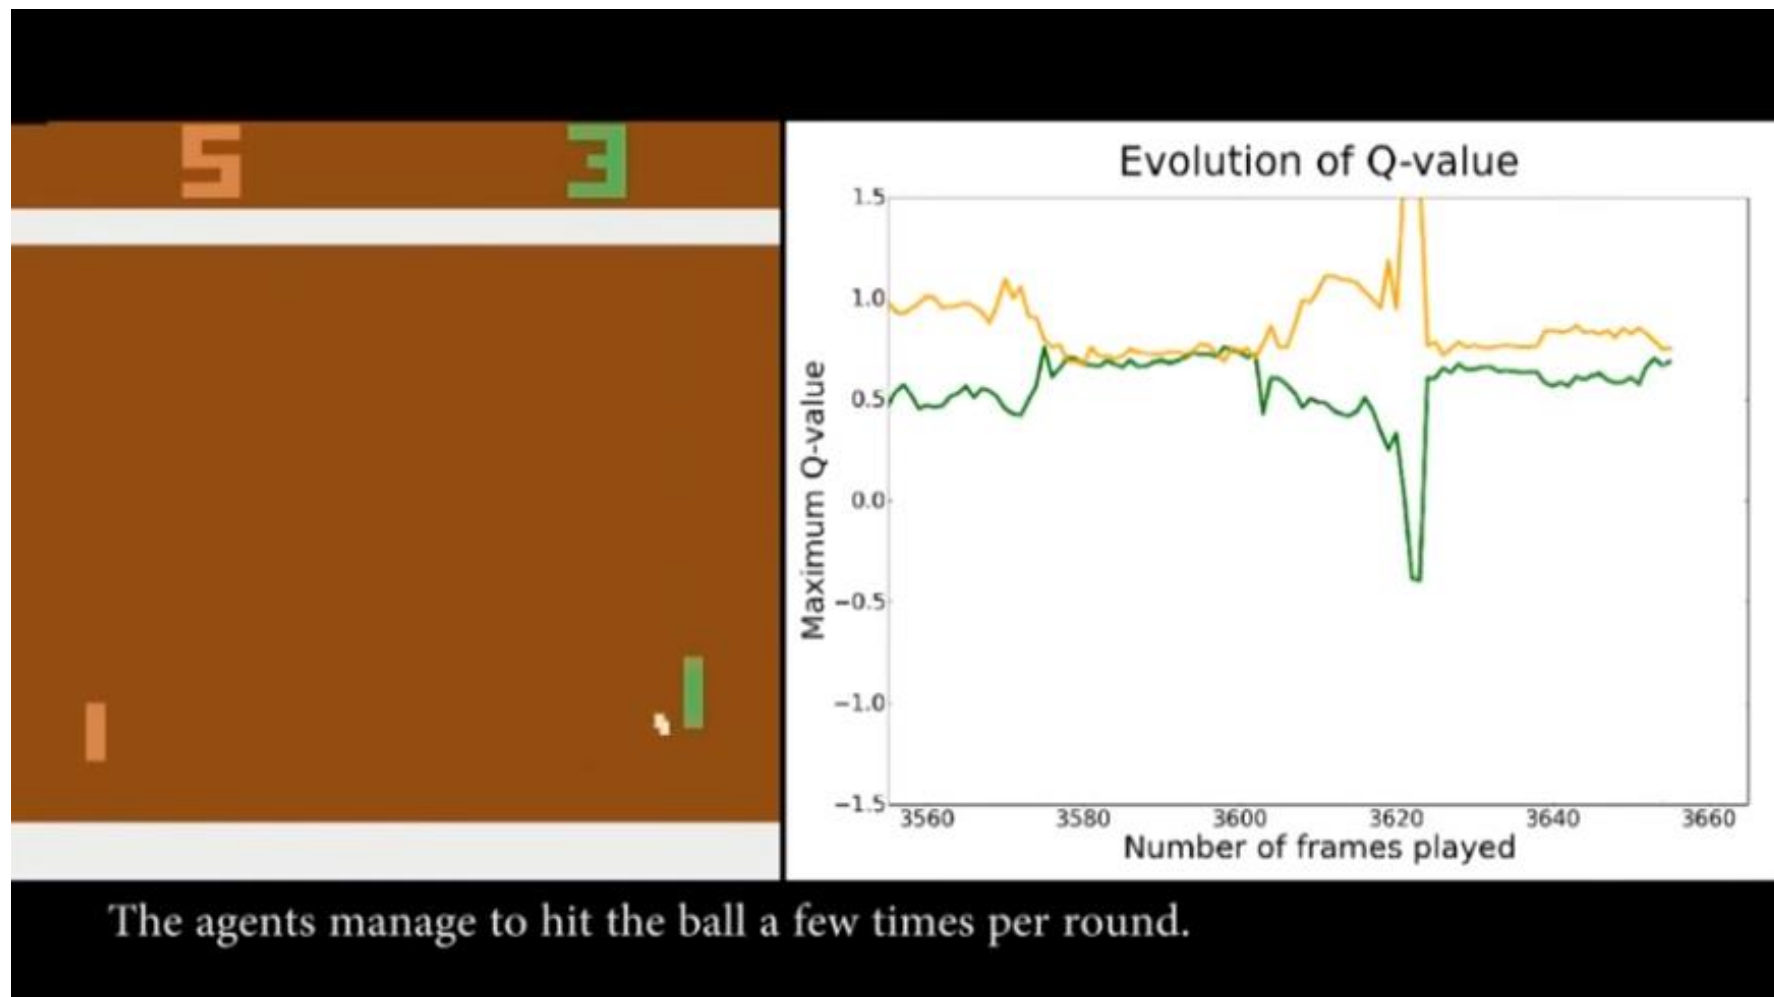 5 3
Evolution of Q-value
1.5
1.0
0.5
0.0
−0.5
−1.0
−1.5
Maximum Q-value
3560 3580 3600 3620 3640 3660
Number of frames played
The agents manage to hit the ball a few times per round.